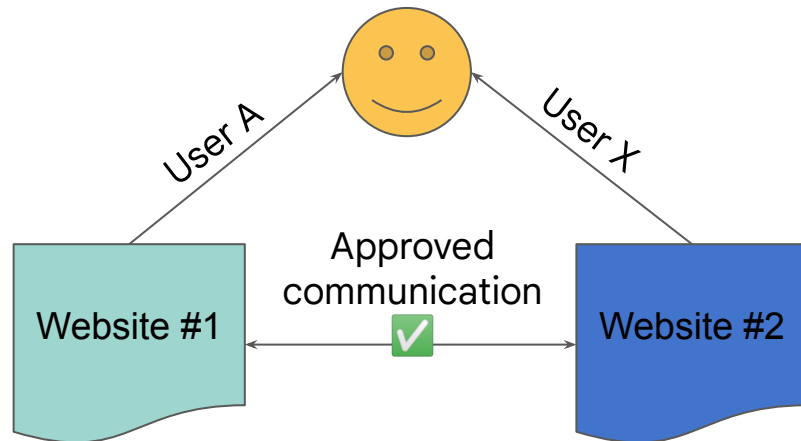 User A
User X
Approved
communication
✅
Website #1
Website #2